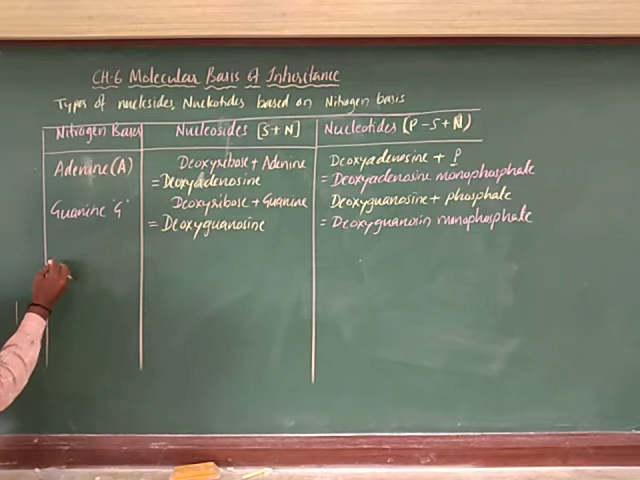 CH-6 Molecular Basis of Inheritance
Types of nucleosides, Nucleotides based on Nitrogen basis
Nitrogen Bases Nucleosides [S+N] Nucleotides (P-S+N)
Adenine (A) Deoxyribose + Adenine Deoxyadenosine + P
= Deoxyadenosine = Deoxyadenosine monophosphate
Guanine 'G' Deoxyribose + Guanine Deoxyguanosine + phosphate
= Deoxyguanosine = Deoxyguanosin monophosphate